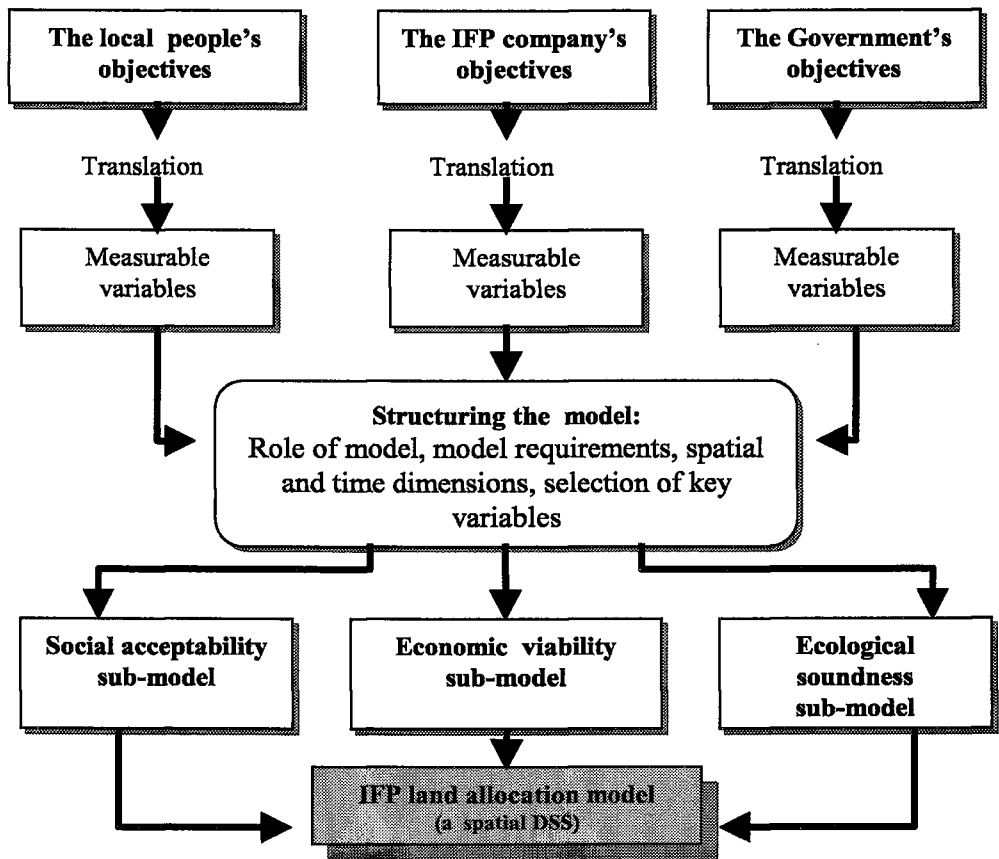 The local people's
objectives
The IFP company's
objectives
The Government's
objectives
Translation
Translation
Translation
Measurable
variables
Measurable
variables
Measurable
variables
Structuring the model:
Role of model, model requirements, spatial
and time dimensions, selection of key
variables
Social acceptability
sub-model
Economic viability
sub-model
Ecological
soundness
sub-model
IFP land allocation model
(a spatial DSS)